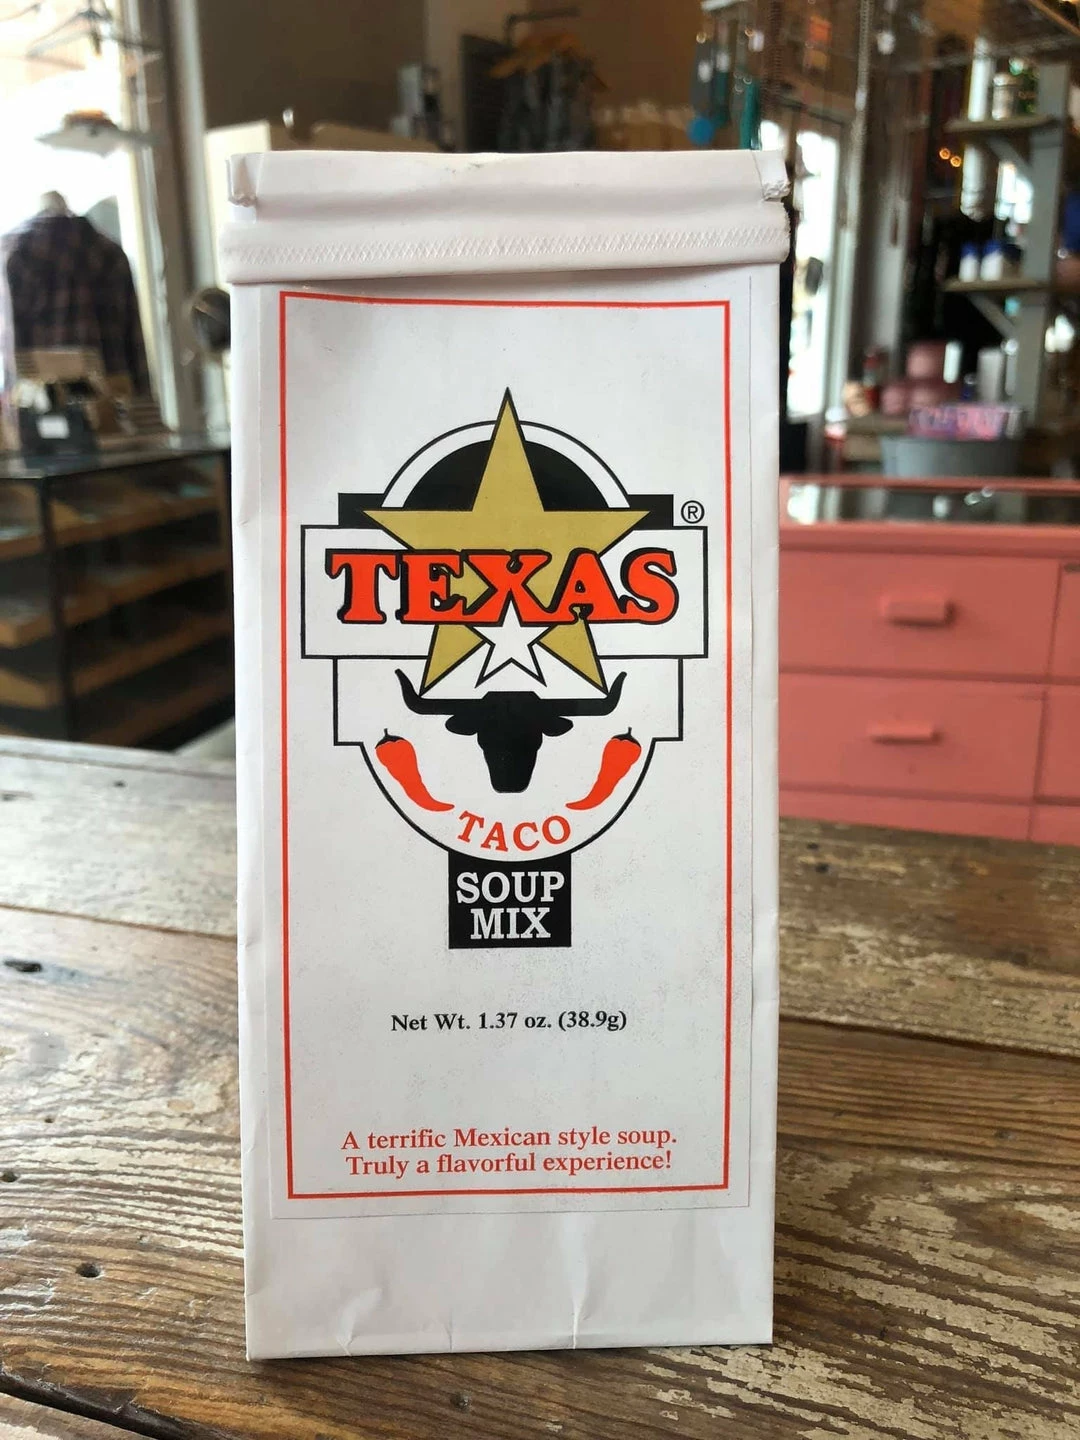 ®
TEXAS
TACO
SOUP
MIX
Net Wt. 1.37 oz. (38.9g)
A terrific Mexican style soup.
Truly a flavorful experience!